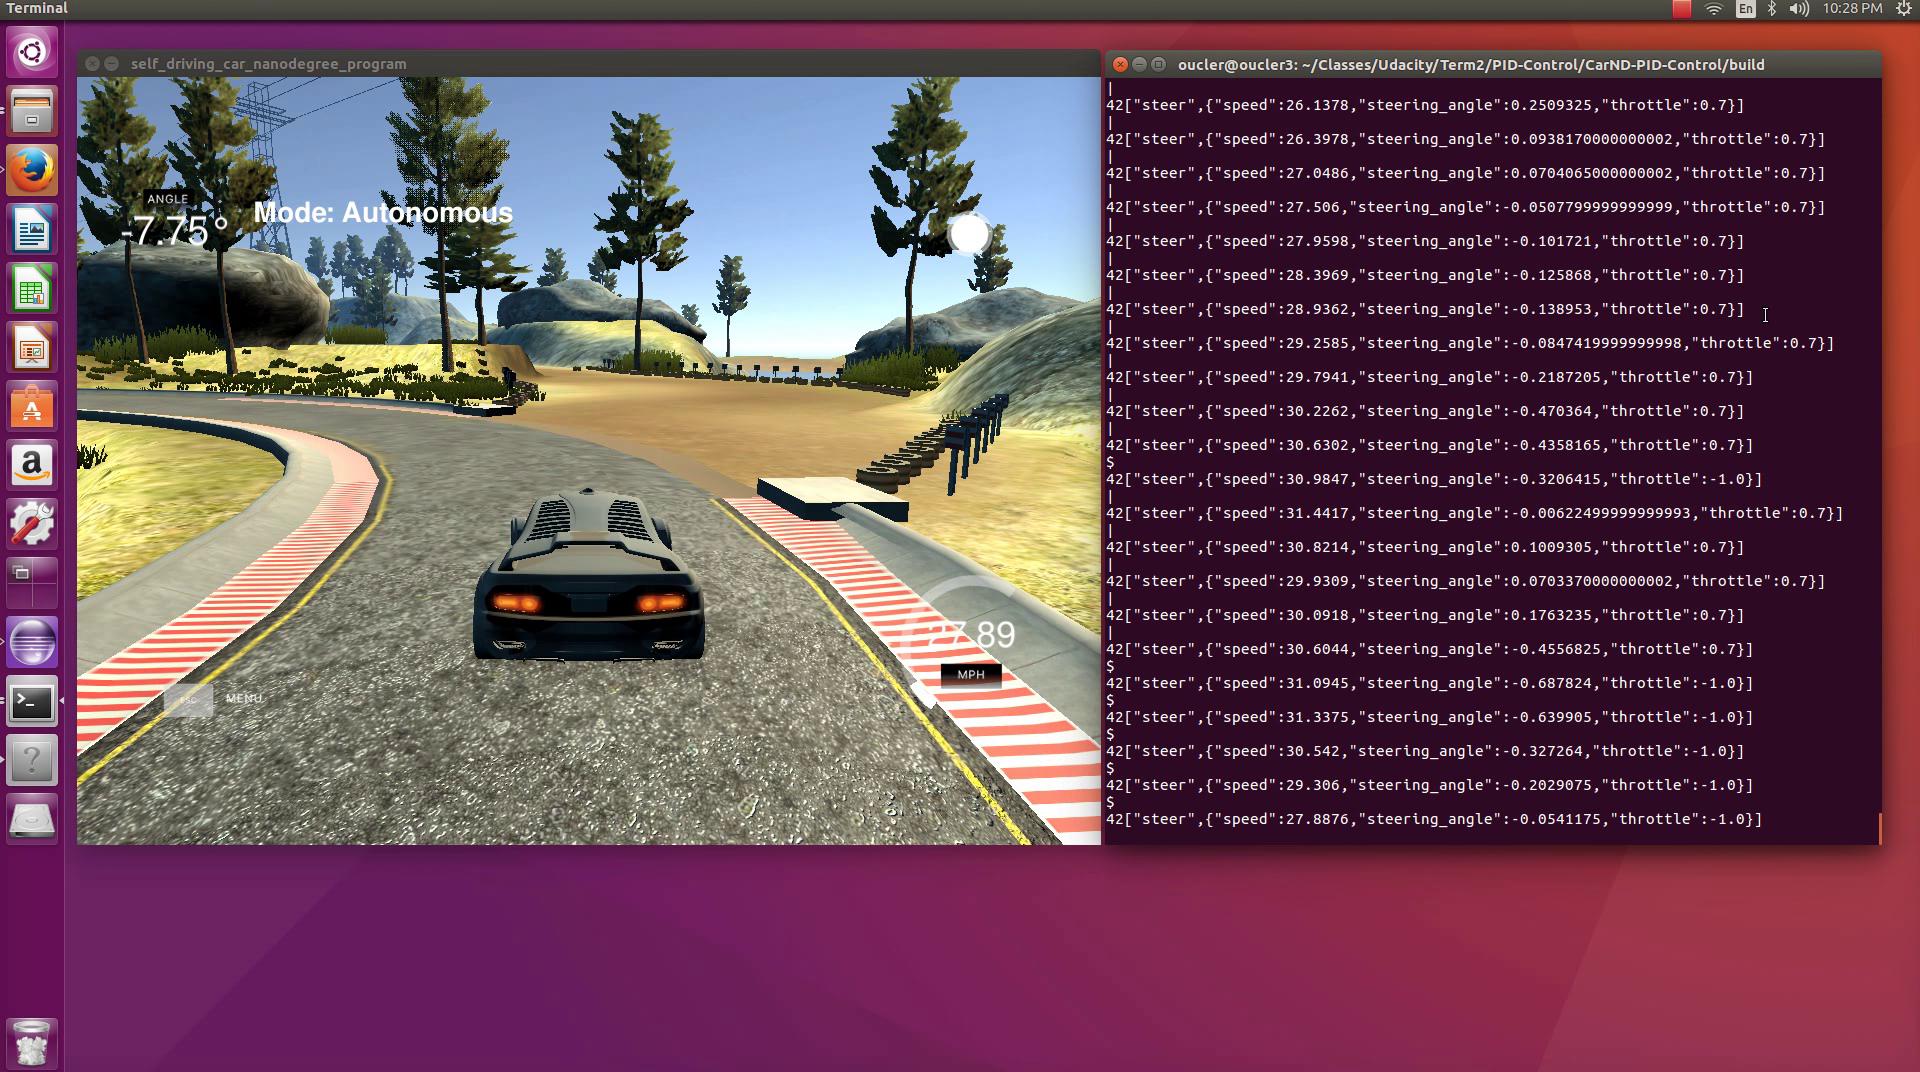 Terminal
En
10:28 PM
self_driving_car_nanodegree_program
ANGLE
-7.75°
Mode: Autonomous
27.89
MPH
ESC
MENU
a
oucler@oucler3: ~/Classes/Udacity/Term2/PID-Control/CarND-PID-Control/build
|
42["steer",{"speed":26.1378,"steering_angle":0.2509325,"throttle":0.7}]
|
42["steer",{"speed":26.3978,"steering_angle":0.0938170000000002,"throttle":0.7}]
|
42["steer",{"speed":27.0486,"steering_angle":0.0704065000000002,"throttle":0.7}]
|
42["steer",{"speed":27.506,"steering_angle":-0.0507799999999999,"throttle":0.7}]
|
42["steer",{"speed":27.9598,"steering_angle":-0.101721,"throttle":0.7}]
|
42["steer",{"speed":28.3969,"steering_angle":-0.125868,"throttle":0.7}]
|
42["steer",{"speed":28.9362,"steering_angle":-0.138953,"throttle":0.7}]
|
42["steer",{"speed":29.2585,"steering_angle":-0.0847419999999998,"throttle":0.7}]
|
42["steer",{"speed":29.7941,"steering_angle":-0.2187205,"throttle":0.7}]
|
42["steer",{"speed":30.2262,"steering_angle":-0.470364,"throttle":0.7}]
|
42["steer",{"speed":30.6302,"steering_angle":-0.4358165,"throttle":0.7}]
$
42["steer",{"speed":30.9847,"steering_angle":-0.3206415,"throttle":-1.0}]
|
42["steer",{"speed":31.4417,"steering_angle":-0.00622499999999993,"throttle":0.7}]
|
42["steer",{"speed":30.8214,"steering_angle":0.1009305,"throttle":0.7}]
|
42["steer",{"speed":29.9309,"steering_angle":0.0703370000000002,"throttle":0.7}]
|
42["steer",{"speed":30.0918,"steering_angle":0.1763235,"throttle":0.7}]
|
42["steer",{"speed":30.6044,"steering_angle":-0.4556825,"throttle":0.7}]
$
42["steer",{"speed":31.0945,"steering_angle":-0.687824,"throttle":-1.0}]
$
42["steer",{"speed":31.3375,"steering_angle":-0.639905,"throttle":-1.0}]
$
42["steer",{"speed":30.542,"steering_angle":-0.327264,"throttle":-1.0}]
$
42["steer",{"speed":29.306,"steering_angle":-0.2029075,"throttle":-1.0}]
$
42["steer",{"speed":27.8876,"steering_angle":-0.0541175,"throttle":-1.0}]